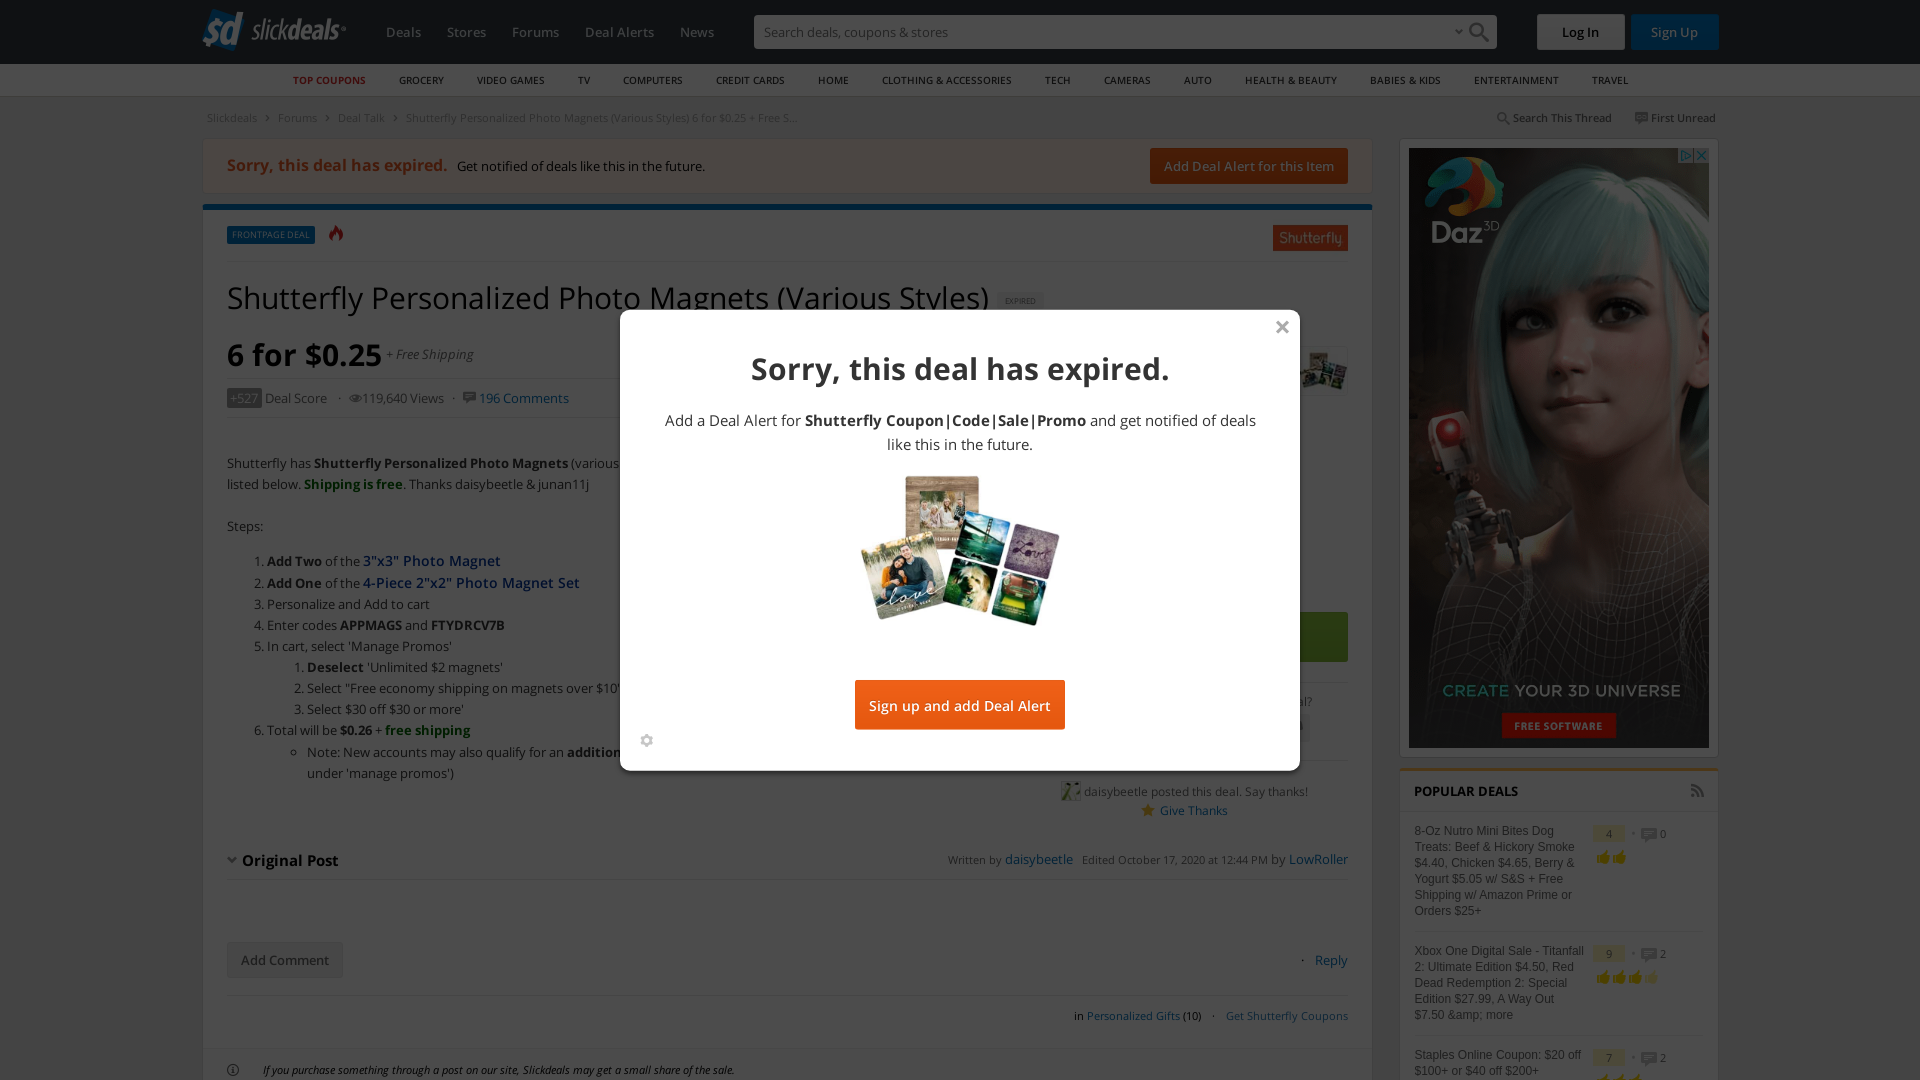 slickdeals
Deals
Stores
Forums
Deal Alerts
News
Search deals, coupons & stores
Log In
Sign Up
TOP COUPONS
GROCERY
VIDEO GAMES
TV
COMPUTERS
CREDIT CARDS
HOME
CLOTHING & ACCESSORIES
TECH
CAMERAS
AUTO
HEALTH & BEAUTY
BABIES & KIDS
ENTERTAINMENT
TRAVEL
Slickdeals > Forums > Deal Talk > Shutterfly Personalized Photo Magnets (Various Styles) 6 for $0.25 + Free S...
Search This Thread
First Unread
Sorry, this deal has expired. Get notified of deals like this in the future.
Add Deal Alert for this Item
FRONTPAGE DEAL
Shutterfly
Shutterfly Personalized Photo Magnets (Various Styles) EXPIRED
6 for $0.25 + Free Shipping
+527 Deal Score · 119,640 Views · 196 Comments
Shutterfly has Shutterfly Personalized Photo Magnets (various
listed below. Shipping is free. Thanks daisybeetle & junan11j
Steps:
1. Add Two of the 3"x3" Photo Magnet
2. Add One of the 4-Piece 2"x2" Photo Magnet Set
3. Personalize and Add to cart
4. Enter codes APPMAGS and FTYDRCV7B
5. In cart, select 'Manage Promos'
1. Deselect 'Unlimited $2 magnets'
2. Select "Free economy shipping on magnets over $10"
3. Select $30 off $30 or more'
6. Total will be $0.26 + free shipping
Note: New accounts may also qualify for an
under 'manage promos')
Sorry, this deal has expired.
Add a Deal Alert for Shutterfly Coupon|Code|Sale|Promo and get notified of deals
like this in the future.
love
Sign up and add Deal Alert
daisybeetle posted this deal. Say thanks!
Give Thanks
Original Post
Written by daisybeetle Edited October 17, 2020 at 12:44 PM by LowRoller
Add Comment
· Reply
in Personalized Gifts (10) · Get Shutterfly Coupons
If you purchase something through a post on our site, Slickdeals may get a small share of the sale.
Daz 3D
CREATE YOUR 3D UNIVERSE
FREE SOFTWARE
POPULAR DEALS
8-Oz Nutro Mini Bites Dog
Treats: Beef & Hickory Smoke
$4.40, Chicken $4.65, Berry &
Yogurt $5.05 w/ S&S + Free
Shipping w/ Amazon Prime or
Orders $25+
4 · 0
Xbox One Digital Sale - Titanfall
2: Ultimate Edition $4.50, Red
Dead Redemption 2: Special
Edition $27.99, A Way Out
$7.50 &amp; more
9 · 2
Staples Online Coupon: $20 off
$100+ or $40 off $200+
7 · 2